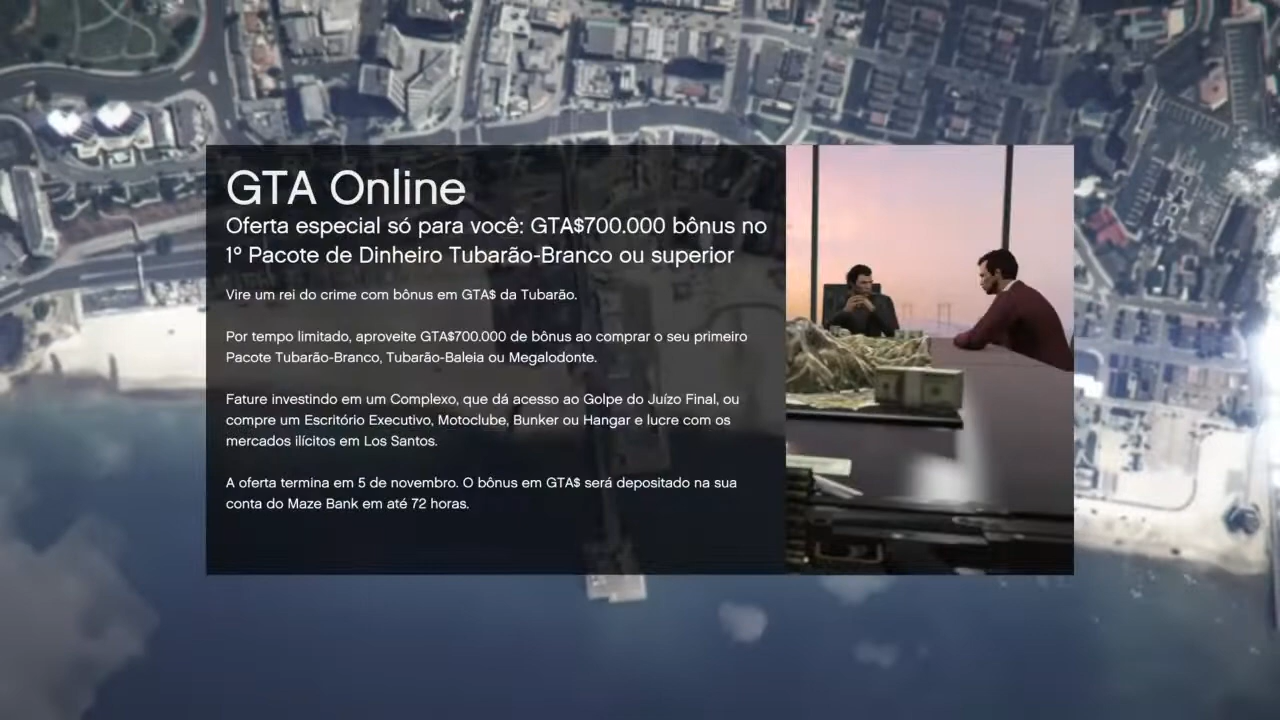 GTA Online
Oferta especial só para você: GTA$700.000 bônus no
1º Pacote de Dinheiro Tubarão-Branco ou superior
Vire um rei do crime com bônus em GTA$ da Tubarão.
Por tempo limitado, aproveite GTA$700.000 de bônus ao comprar o seu primeiro
Pacote Tubarão-Branco, Tubarão-Baleia ou Megalodonte.
Fature investindo em um Complexo, que dá acesso ao Golpe do Juízo Final, ou
compre um Escritório Executivo, Motoclube, Bunker ou Hangar e lucre com os
mercados ilícitos em Los Santos.
A oferta termina em 5 de novembro. O bônus em GTA$ será depositado na sua
conta do Maze Bank em até 72 horas.